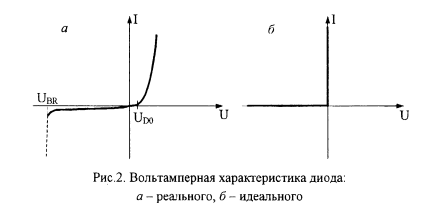 а
I
б
I
U_BR
U_D0
U
U
Рис.2. Вольтамперная характеристика диода:
а – реального, б – идеального